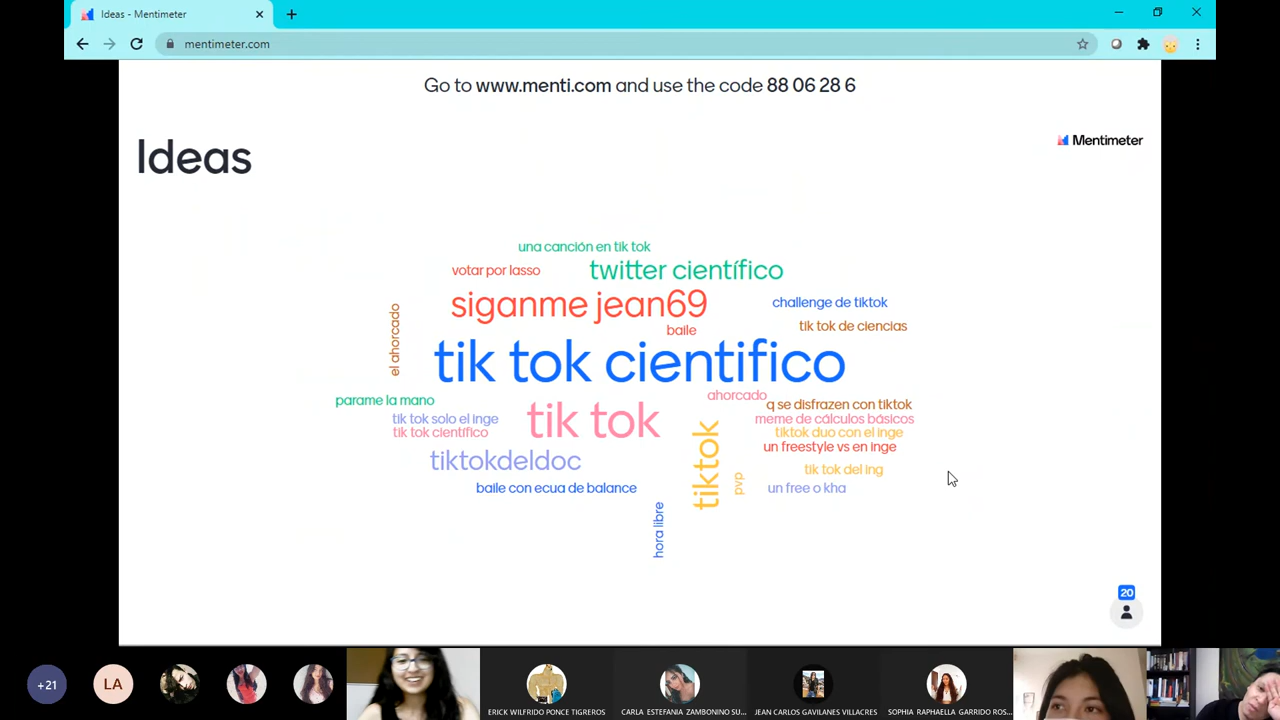 Ideas - Mentimeter
mentimeter.com
Go to www.menti.com and use the code 88 06 28 6
Ideas
Mentimeter
una canción en tik tok
votar por lasso
twitter científico
siganme jean69
challenge de tiktok
baile
tik tok de ciencias
el ahorcado
tik tok cientifico
parame la mano
ahorcado
q se disfrazen con tiktok
tik tok solo el inge
tik tok
meme de cálculos básicos
tik tok científico
tiktok duo con el inge
tiktok
un freestyle vs en inge
tiktokdeldoc
tik tok del ing
pvp
baile con ecua de balance
un free o kha
hora libre
20
+21
LA
ERICK WILFRIDO PONCE TIGREROS
CARLA ESTEFANIA ZAMBONINO SU...
JEAN CARLOS GAVILANES VILLACRES
SOPHIA RAPHAELLA GARRIDO ROS...